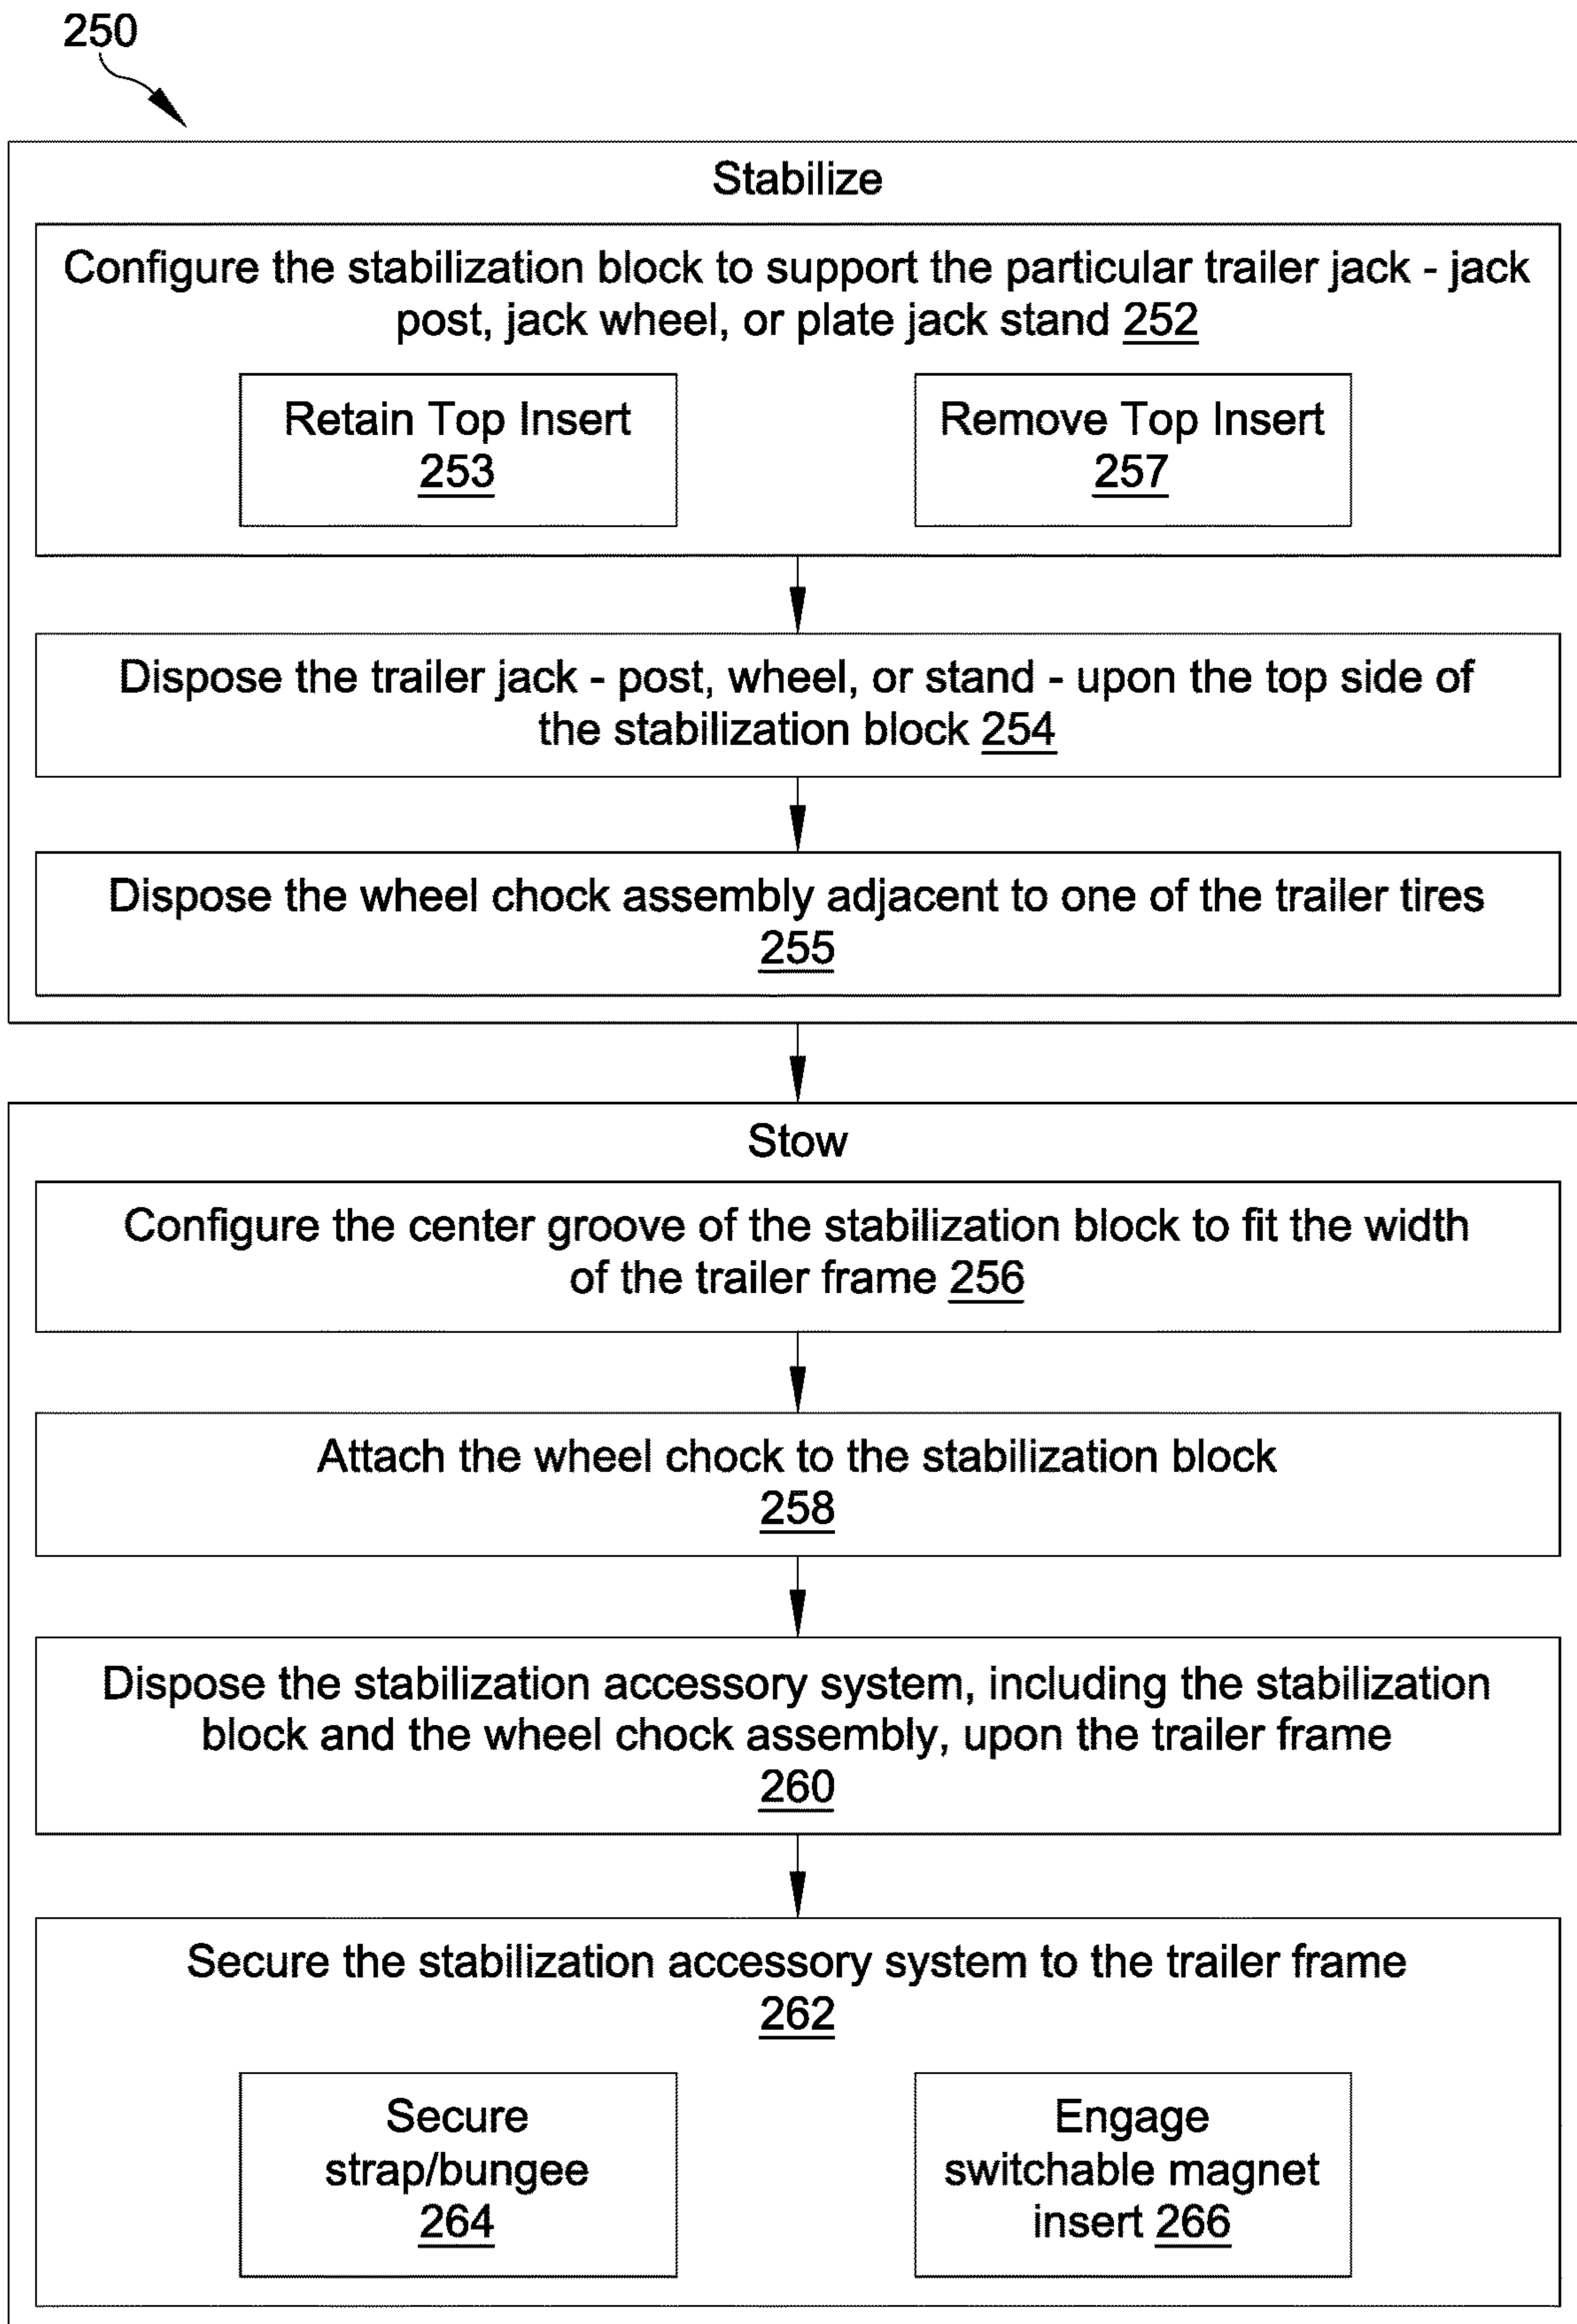 250
Stabilize
Configure the stabilization block to support the particular trailer jack - jack
post, jack wheel, or plate jack stand 252
Retain Top Insert
253
Remove Top Insert
257
Dispose the trailer jack - post, wheel, or stand - upon the top side of
the stabilization block 254
Dispose the wheel chock assembly adjacent to one of the trailer tires
255
Stow
Configure the center groove of the stabilization block to fit the width
of the trailer frame 256
Attach the wheel chock to the stabilization block
258
Dispose the stabilization accessory system, including the stabilization
block and the wheel chock assembly, upon the trailer frame
260
Secure the stabilization accessory system to the trailer frame
262
Secure
strap/bungee
264
Engage
switchable magnet
insert 266